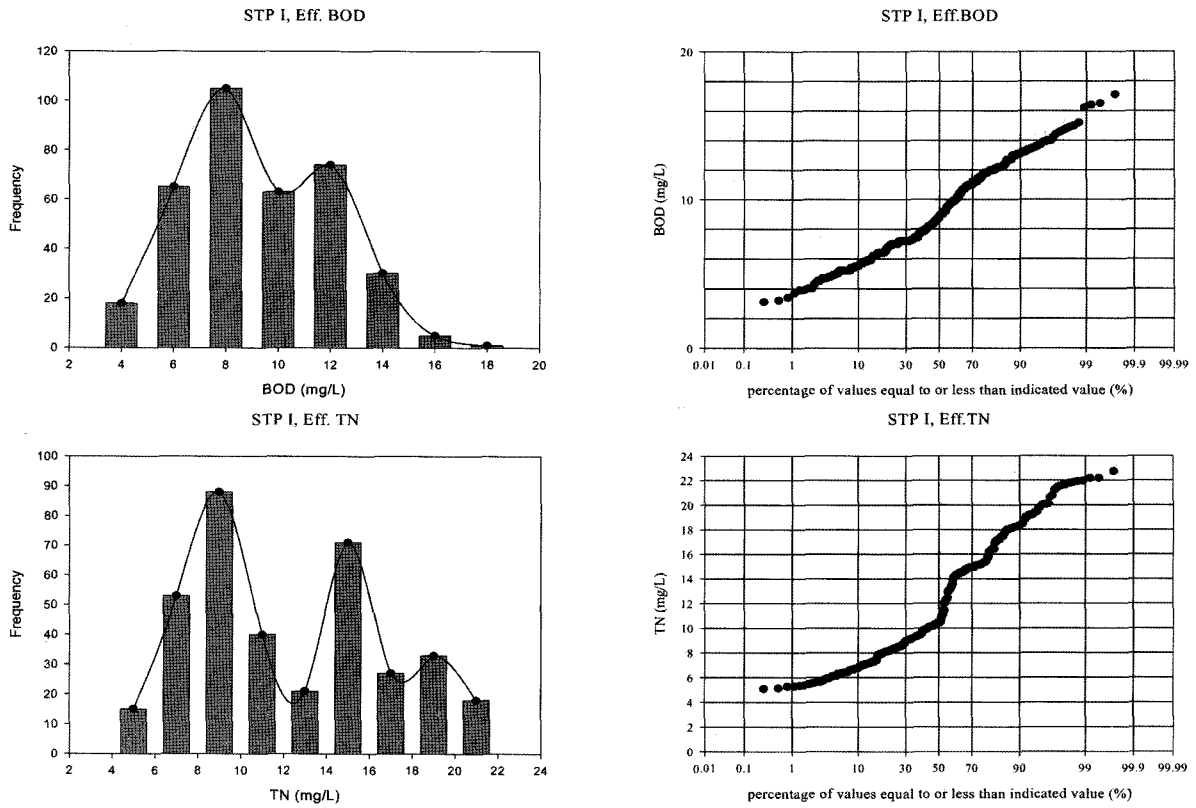 STP I, Eff. BOD
120
100
80
60
40
20
0
Frequency
2 4 6 8 10 12 14 16 18 20
BOD (mg/L)
STP I, Eff.BOD
20
10
0
BOD (mg/L)
0.01 0.1 1 10 30 50 70 90 99 99.9 99.99
percentage of values equal to or less than indicated value (%)
STP I, Eff. TN
100
90
80
70
60
50
40
30
20
10
0
Frequency
2 4 6 8 10 12 14 16 18 20 22 24
TN (mg/L)
STP I, Eff.TN
24
22
20
18
16
14
12
10
8
6
4
2
0
TN (mg/L)
0.01 0.1 1 10 30 50 70 90 99 99.9 99.99
percentage of values equal to or less than indicated value (%)